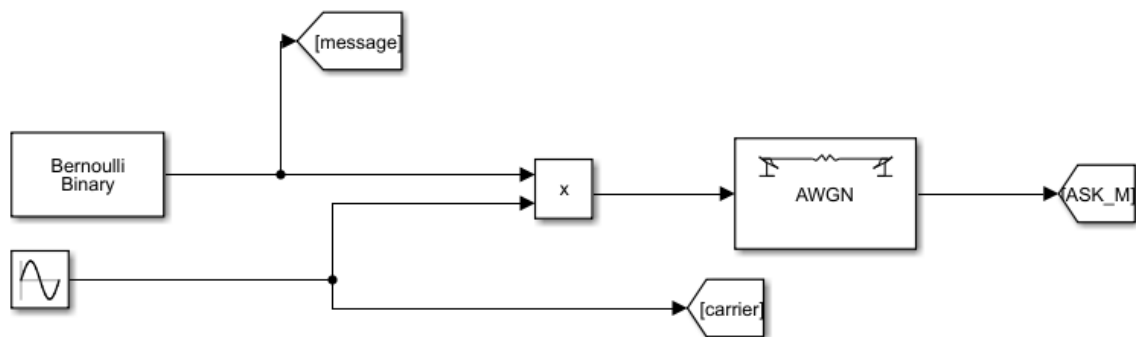 [message]
Bernoulli
Binary
x
AWGN
[ASK_M]
[carrier]